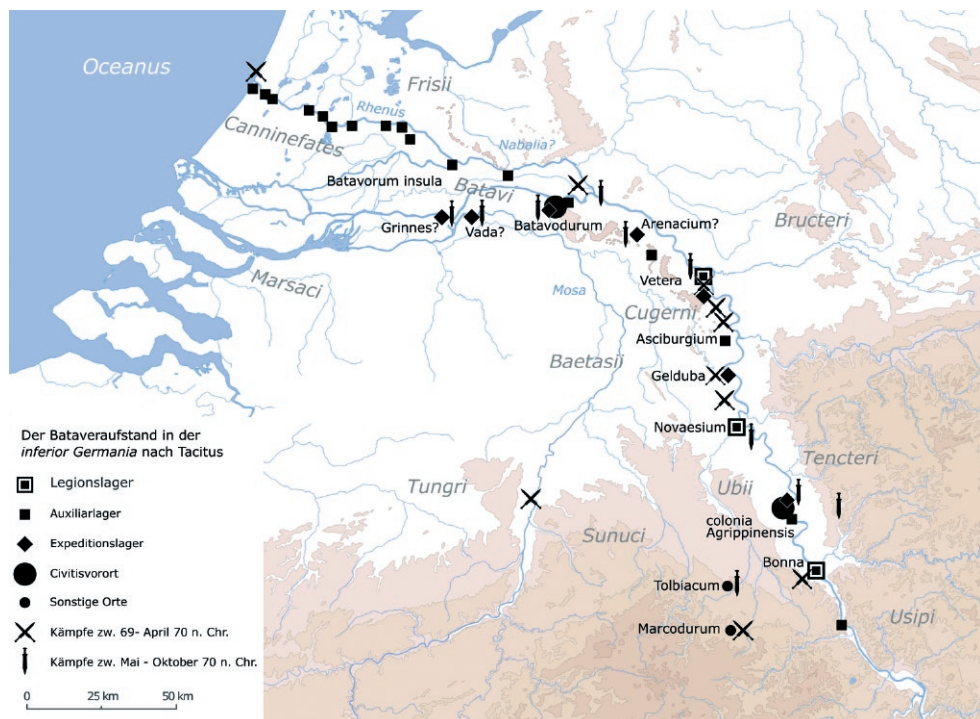 Oceanus
Frisii
Rhenus
Canninefates
Nabalia?
Batavorum insula
Batavi
Bructeri
Grinnes?
Vada?
Batavodurum
Arenacium?
Marsaci
Vetera
Mosa
Cugerni
Asciburgium
Baetasii
Gelduba
Novaesium
Tencteri
Tungri
Ubii
Sunuci
colonia
Agrippinensis
Bonna
Tolbiacum
Usipi
Marcodurum
Der Bataveraufstand in der
inferior Germania nach Tacitus
Legionslager
Auxiliarlager
Expeditionslager
Civitisvorort
Sonstige Orte
Kämpfe zw. 69- April 70 n. Chr.
Kämpfe zw. Mai - Oktober 70 n. Chr.
0 25 km 50 km